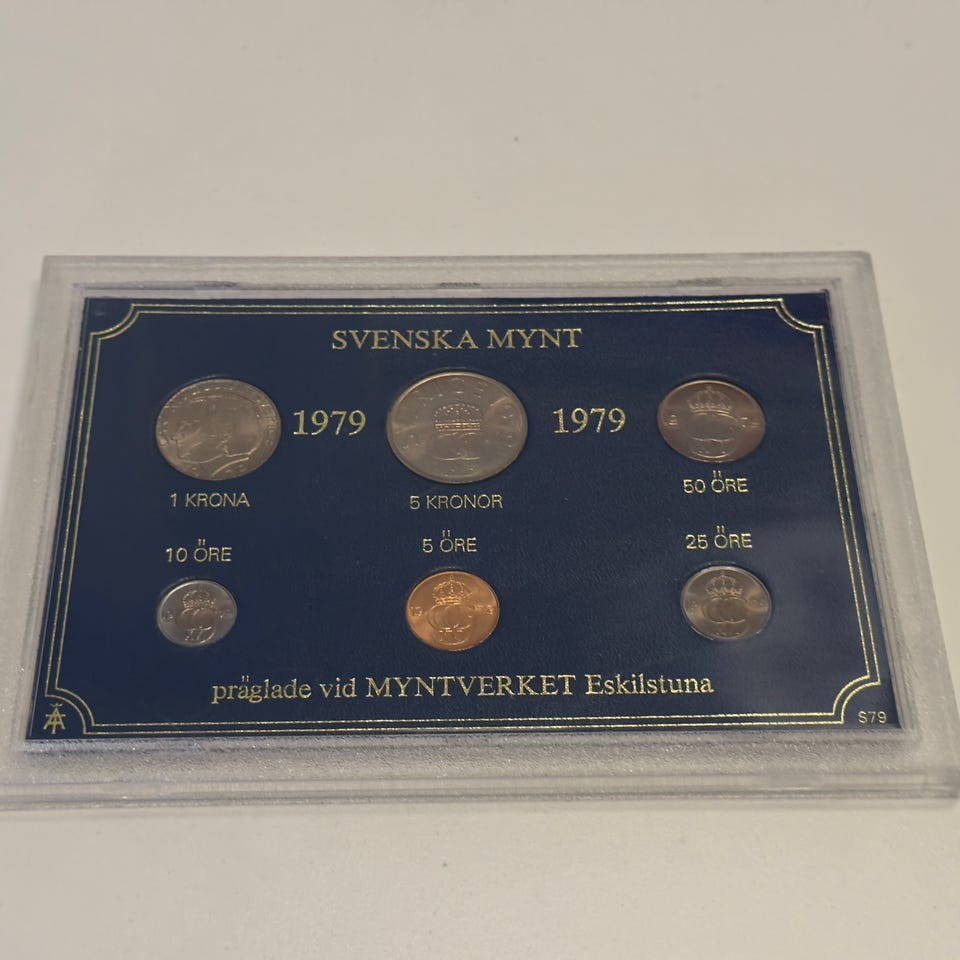 SVENSKA MYNT
1979 1979
1 KRONA 5 KRONOR 50 ÖRE
10 ÖRE 5 ÖRE 25 ÖRE
präglade vid MYNTVERKET Eskilstuna
S79